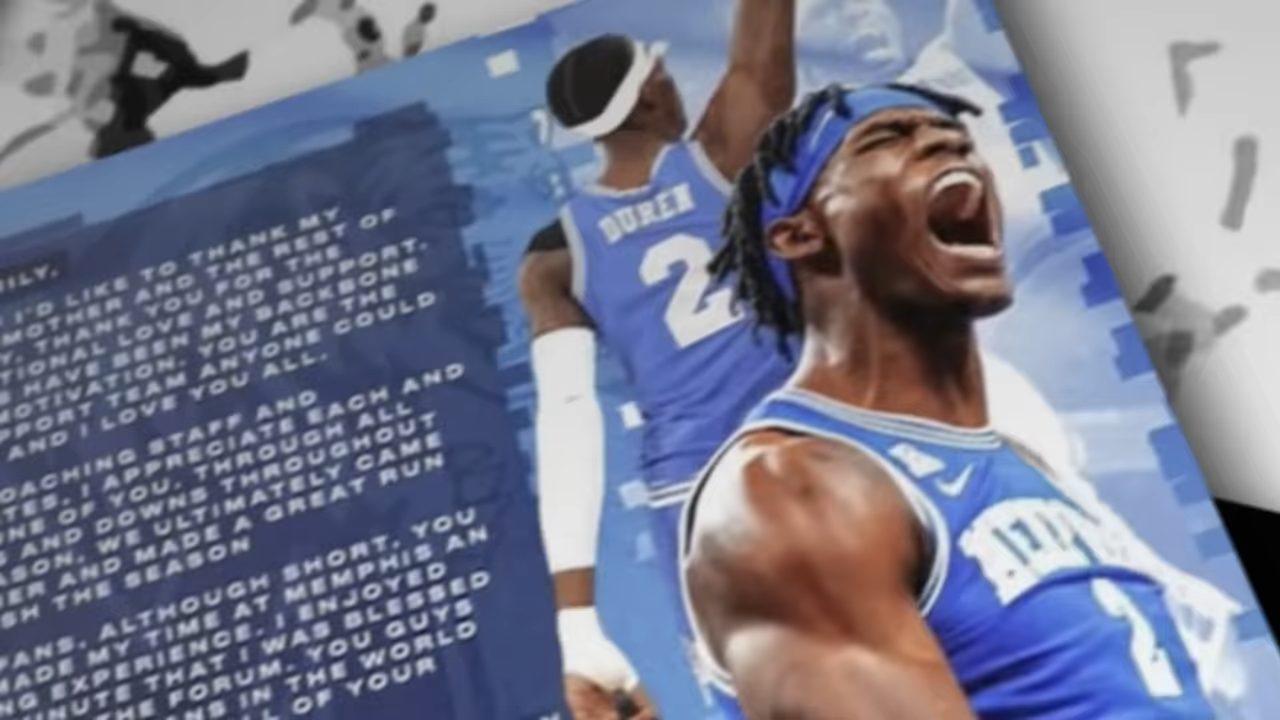 ILY,
I'D LIKE TO THANK MY
MOTHER AND THE REST OF
THANK YOU FOR THE
TIONAL LOVE AND SUPPORT.
HAVE BEEN MY BACKBONE
MOTIVATION. YOU ARE THE
PPORT TEAM ANYONE COULD
AND I LOVE YOU ALL.
OACHING STAFF AND
TES. I APPRECIATE EACH AND
ONE OF YOU. THROUGH ALL
S AND DOWNS THROUGHOUT
ASON, WE ULTIMATELY CAME
HER AND MADE A GREAT RUN
SH THE SEASON
FANS, ALTHOUGH SHORT, YOU
MADE MY TIME AT MEMPHIS AN
NG EXPERIENCE. I ENJOYED
MINUTE THAT I WAS BLESSED
THE FORUM. YOU GUYS
ANS IN THE WORLD
LL OF YOUR
DUREN
2
2